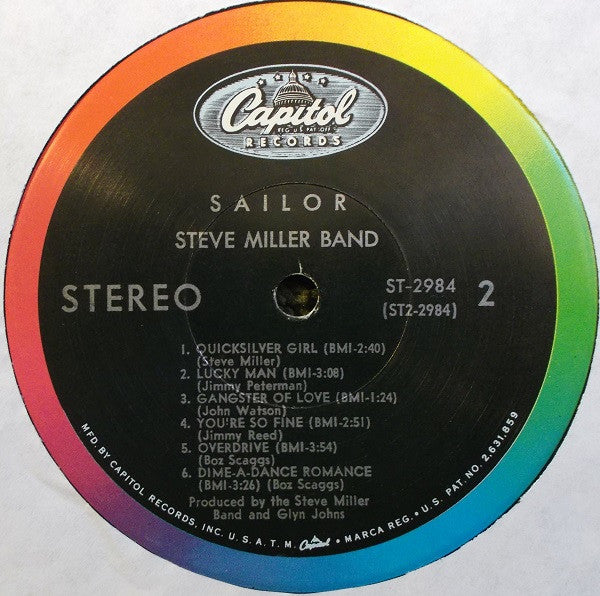 Capitol
REG. U.S. PAT. OFF.
RECORDS
SAILOR
STEVE MILLER BAND
STEREO
ST-2984
(ST2-2984)
2
1. QUICKSILVER GIRL (BMI-2:40)
(Steve Miller)
2. LUCKY MAN (BMI-3:08)
(Jimmy Peterman)
3. GANGSTER OF LOVE (BMI-1:24)
(John Watson)
4. YOU'RE SO FINE (BMI-2:51)
(Jimmy Reed)
5. OVERDRIVE (BMI-3:54)
(Boz Scaggs)
6. DIME-A-DANCE ROMANCE
(BMI-3:26) (Boz Scaggs)
Produced by the Steve Miller
Band and Glyn Johns
MFD. BY CAPITOL RECORDS, INC. U. S. A. T. M. Capitol • MARCA REG. • U.S. PAT. NO. 2,631,859